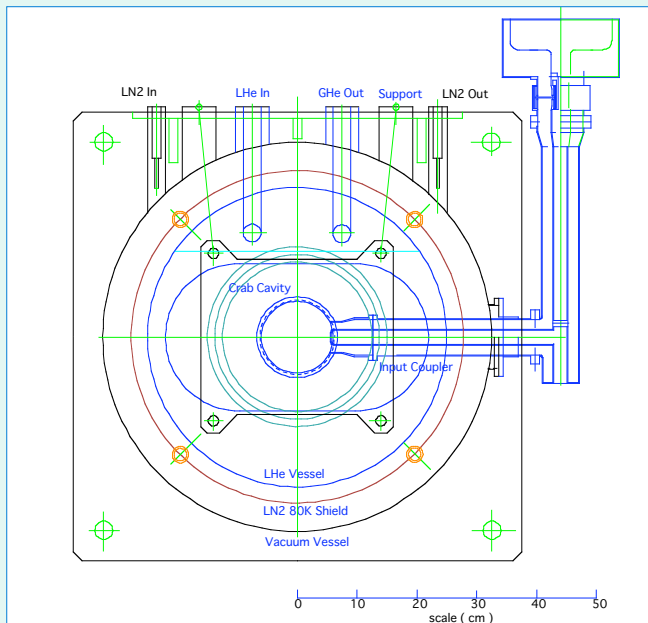 LN2 In
LHe In
GHe Out
Support
LN2 Out
Crab Cavity
Input Coupler
LHe Vessel
LN2 80K Shield
Vacuum Vessel
0 10 20 30 40 50
scale ( cm )